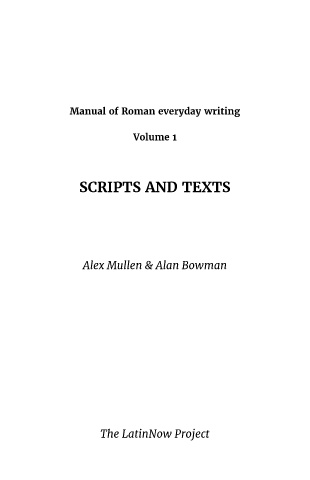 Manual of Roman everyday writing
Volume 1
SCRIPTS AND TEXTS
Alex Mullen & Alan Bowman
The LatinNow Project